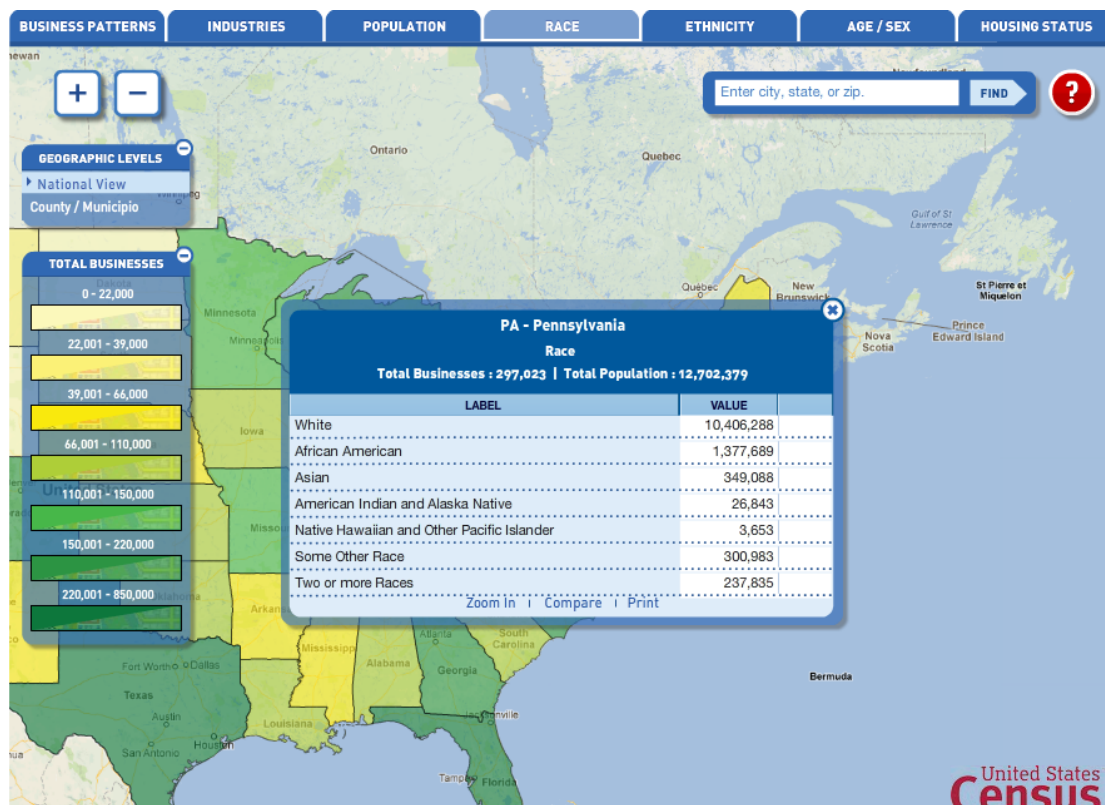 BUSINESS PATTERNS
INDUSTRIES
POPULATION
RACE
ETHNICITY
AGE / SEX
HOUSING STATUS
+
−
Enter city, state, or zip.
FIND
?
Ontario
Quebec
GEOGRAPHIC LEVELS
National View
County / Municipio
Gulf of St
Lawrence
TOTAL BUSINESSES
0 - 22,000
22,001 - 39,000
39,001 - 66,000
66,001 - 110,000
110,001 - 150,000
150,001 - 220,000
220,001 - 850,000
Minnesota
Iowa
Québec
New
Brunswick
St Pierre et
Miquelon
Nova
Scotia
Prince
Edward Island
PA - Pennsylvania
Race
Total Businesses : 297,023 | Total Population : 12,702,379
LABEL VALUE
White 10,406,288
African American 1,377,689
Asian 349,088
American Indian and Alaska Native 26,843
Native Hawaiian and Other Pacific Islander 3,653
Some Other Race 300,983
Two or more Races 237,835
Zoom In | Compare | Print
Atlanta
South
Carolina
Mississippi
Alabama
Georgia
Fort Worth
Dallas
Texas
Austin
San Antonio
Houston
Louisiana
Tampa
Florida
Bermuda
United States
Census